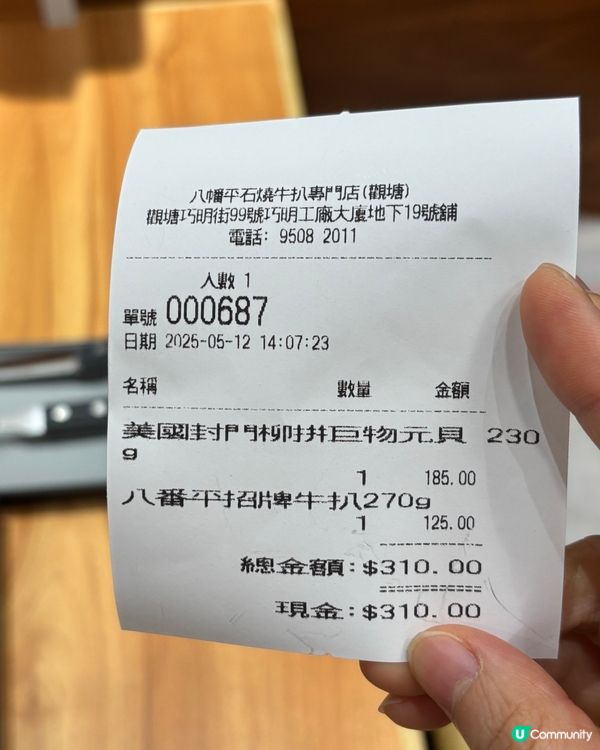 八幡平石燒牛扒專門店(觀塘)
觀塘巧明街99號巧明工廠大廈地下19號舖
電話: 9508 2011
人數 1
單號 000687
日期 2025-05-12 14:07:23
名稱 數量 金額
美國封門柳拼巨物元貝 230
g
1 185.00
八番平招牌牛扒270g
1 125.00
總金額:$310.00
現金:$310.00
U Community